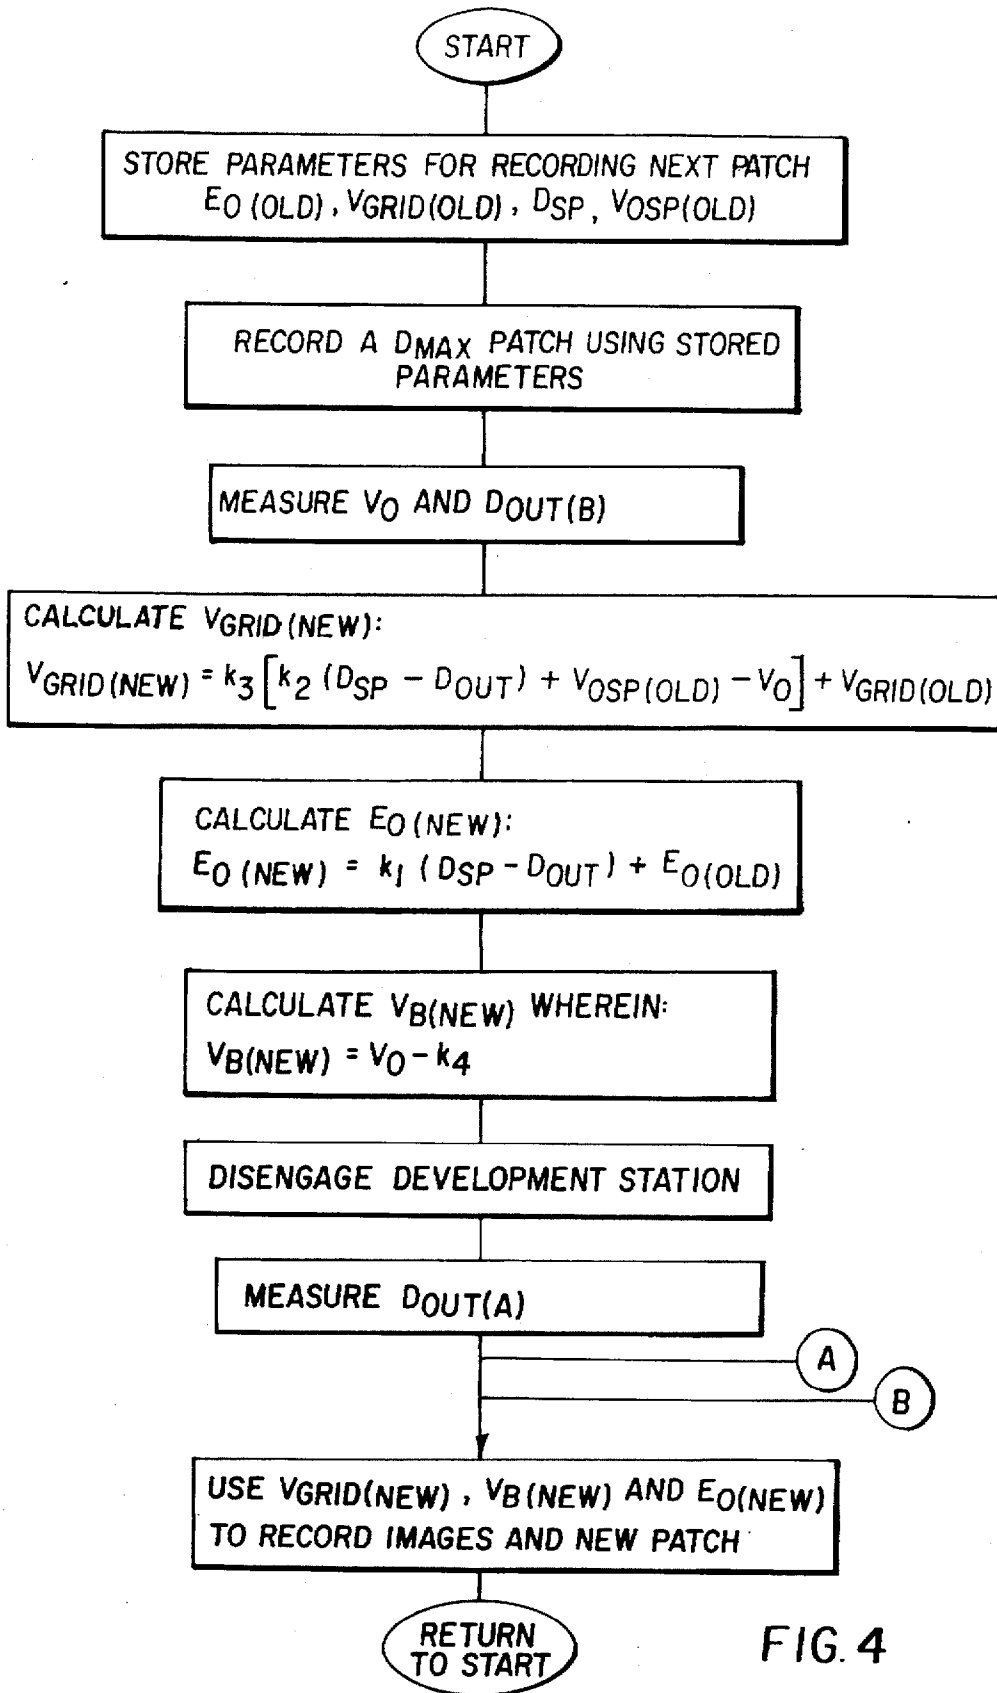 START
STORE PARAMETERS FOR RECORDING NEXT PATCH
EO (OLD), VGRID(OLD), DSP, VOSP(OLD)
RECORD A DMAX PATCH USING STORED
PARAMETERS
MEASURE VO AND DOUT(B)
CALCULATE VGRID(NEW):
VGRID(NEW) = k3 [k2 (DSP - DOUT) + VOSP(OLD) - VO] + VGRID(OLD)
CALCULATE EO(NEW):
EO (NEW) = k1 (DSP - DOUT) + EO(OLD)
CALCULATE VB(NEW) WHEREIN:
VB(NEW) = VO - k4
DISENGAGE DEVELOPMENT STATION
MEASURE DOUT(A)
A
B
USE VGRID(NEW), VB(NEW) AND EO(NEW)
TO RECORD IMAGES AND NEW PATCH
RETURN
TO START
FIG. 4